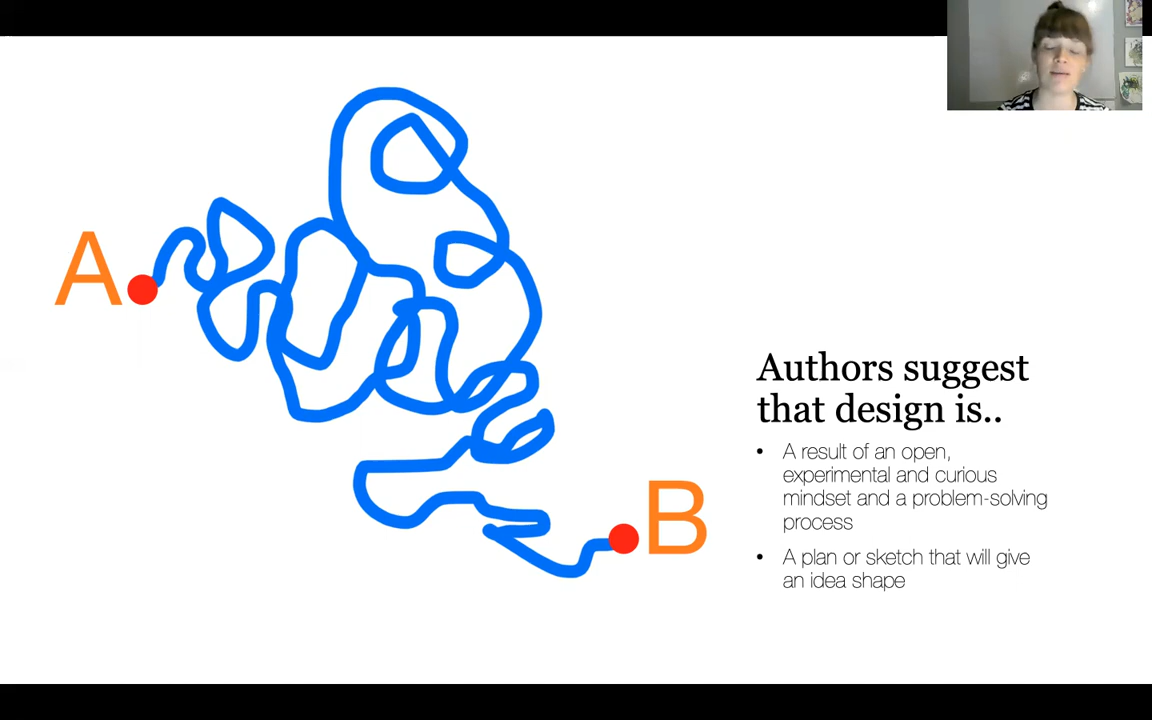 A
B
Authors suggest
that design is..
• A result of an open,
experimental and curious
mindset and a problem-solving
process
• A plan or sketch that will give
an idea shape